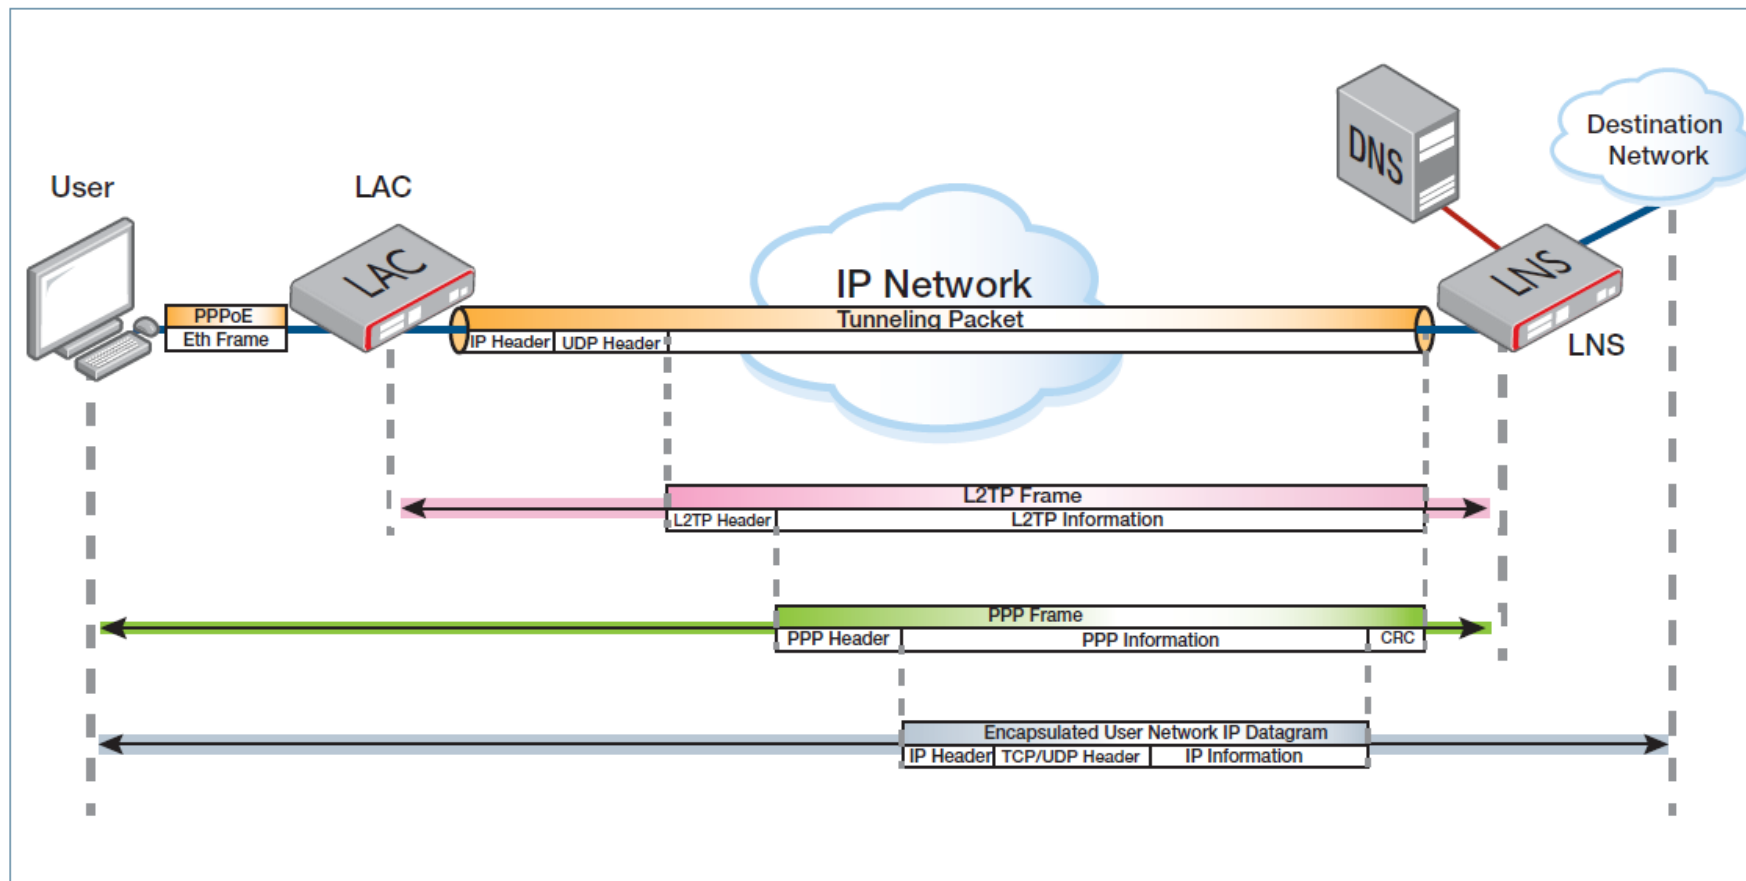 User
LAC
DNS
Destination
Network
LAC
LNS
LNS
IP Network
PPPoE
Eth Frame
Tunneling Packet
IP Header
UDP Header
L2TP Frame
L2TP Header
L2TP Information
PPP Frame
PPP Header
PPP Information
CRC
Encapsulated User Network IP Datagram
IP Header
TCP/UDP Header
IP Information